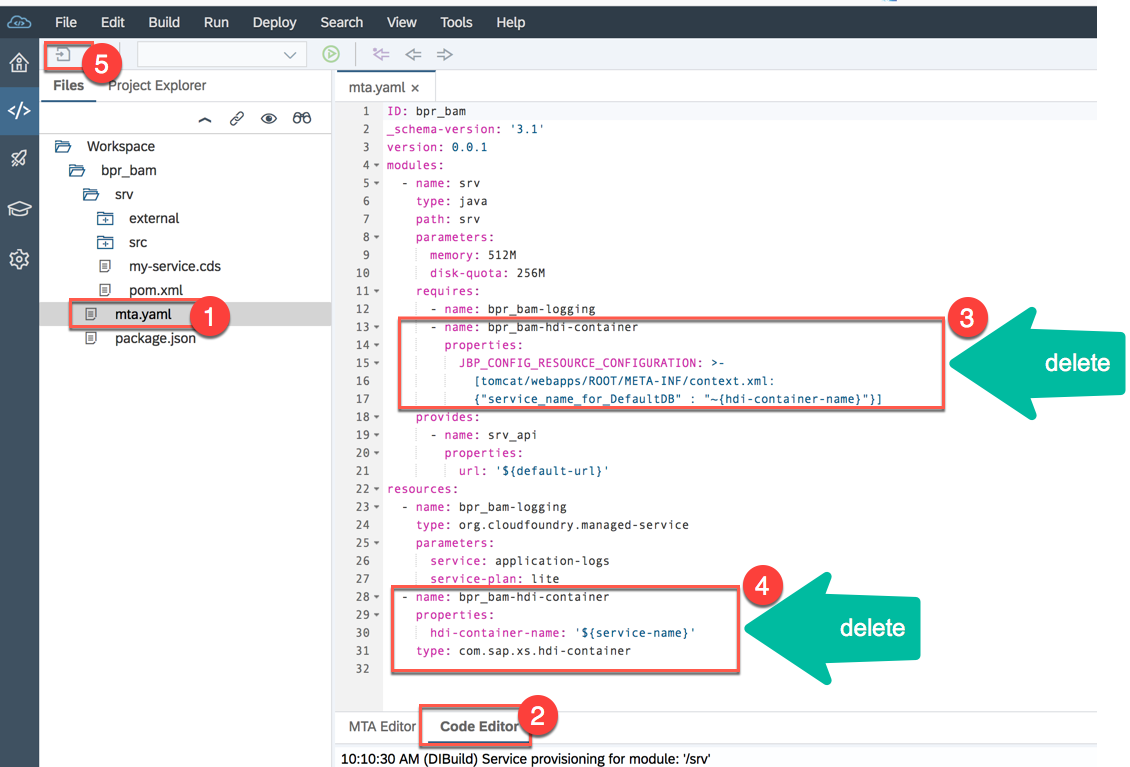 File Edit Build Run Deploy Search View Tools Help
5
Files Project Explorer
mta.yaml ×
Workspace
bpr_bam
srv
external
src
my-service.cds
pom.xml
mta.yaml
1
package.json
1 ID: bpr_bam
2 _schema-version: '3.1'
3 version: 0.0.1
4 modules:
5 - name: srv
6 type: java
7 path: srv
8 parameters:
9 memory: 512M
10 disk-quota: 256M
11 requires:
12 - name: bpr_bam-logging
13 - name: bpr_bam-hdi-container
14 properties:
15 JBP_CONFIG_RESOURCE_CONFIGURATION: >-
16 [tomcat/webapps/ROOT/META-INF/context.xml:
17 {"service_name_for_DefaultDB" : "~{hdi-container-name}"}]
18 provides:
19 - name: srv_api
20 properties:
21 url: '${default-url}'
22 resources:
23 - name: bpr_bam-logging
24 type: org.cloudfoundry.managed-service
25 parameters:
26 service: application-logs
27 service-plan: lite
28 - name: bpr_bam-hdi-container
29 properties:
30 hdi-container-name: '${service-name}'
31 type: com.sap.xs.hdi-container
32
3
delete
4
delete
MTA Editor Code Editor
2
10:10:30 AM (DIBuild) Service provisioning for module: '/srv'